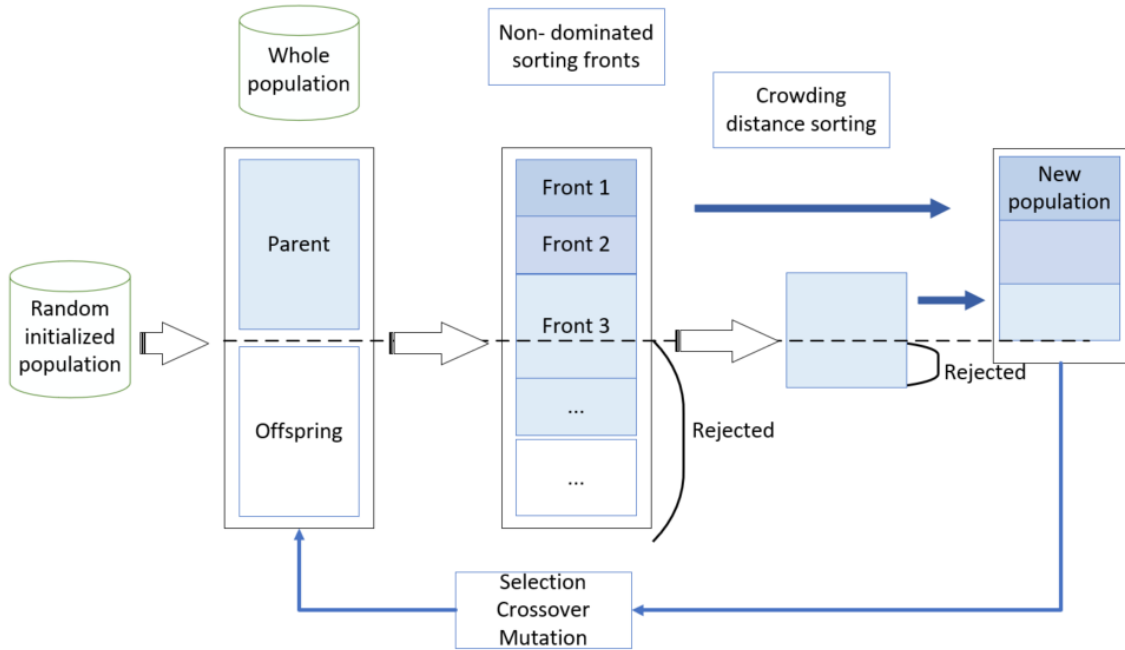 Whole
population
Non- dominated
sorting fronts
Crowding
distance sorting
Random
initialized
population
Parent
Offspring
Front 1
Front 2
Front 3
...
...
Rejected
Rejected
New
population
Selection
Crossover
Mutation